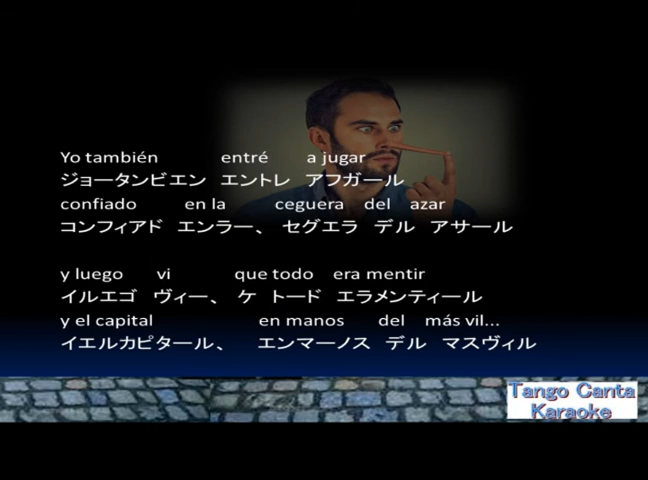 Yo también entré a jugar
ジョータンビエン エントレ アフガール
confiado en la ceguera del azar
コンフィアド エンラー、 セグエラ デル アサール
y luego vi que todo era mentir
イルエゴ ヴィー、 ケ トード エラメンティール
y el capital en manos del más vil...
イエルカピタール、 エンマーノス デル マスヴィル
Tango Canta
Karaoke